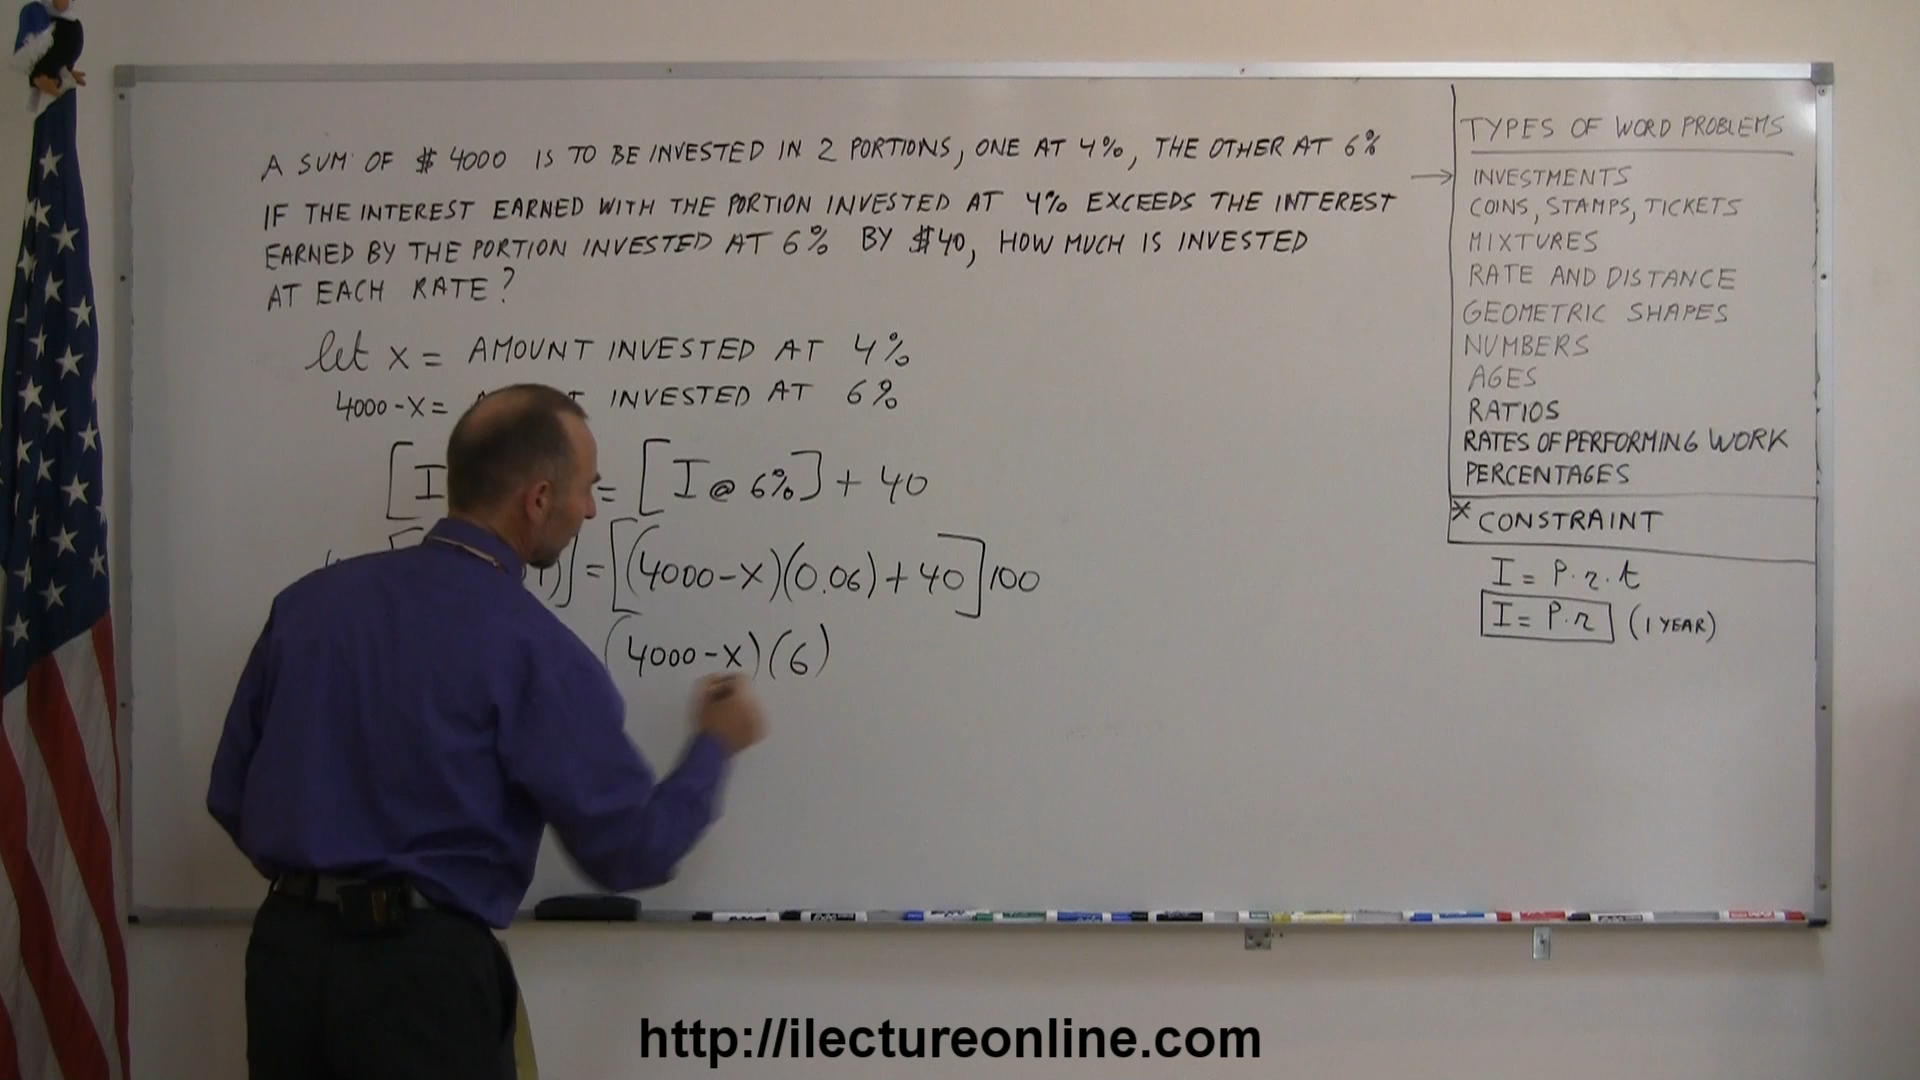 A SUM OF $ 4000 IS TO BE INVESTED IN 2 PORTIONS, ONE AT 4%, THE OTHER AT 6%
IF THE INTEREST EARNED WITH THE PORTION INVESTED AT 4% EXCEEDS THE INTEREST
EARNED BY THE PORTION INVESTED AT 6% BY $40, HOW MUCH IS INVESTED
AT EACH RATE?
let x = AMOUNT INVESTED AT 4%
4000-X = INVESTED AT 6%
[I = [I @ 6%] + 40
] = [(4000-X)(0.06)+40]100
(4000-X)(6)
TYPES OF WORD PROBLEMS
→ INVESTMENTS
COINS, STAMPS, TICKETS
MIXTURES
RATE AND DISTANCE
GEOMETRIC SHAPES
NUMBERS
AGES
RATIOS
RATES OF PERFORMING WORK
PERCENTAGES
* CONSTRAINT
I = P.r.t
I = P.r (1 YEAR)
http://ilectureonline.com